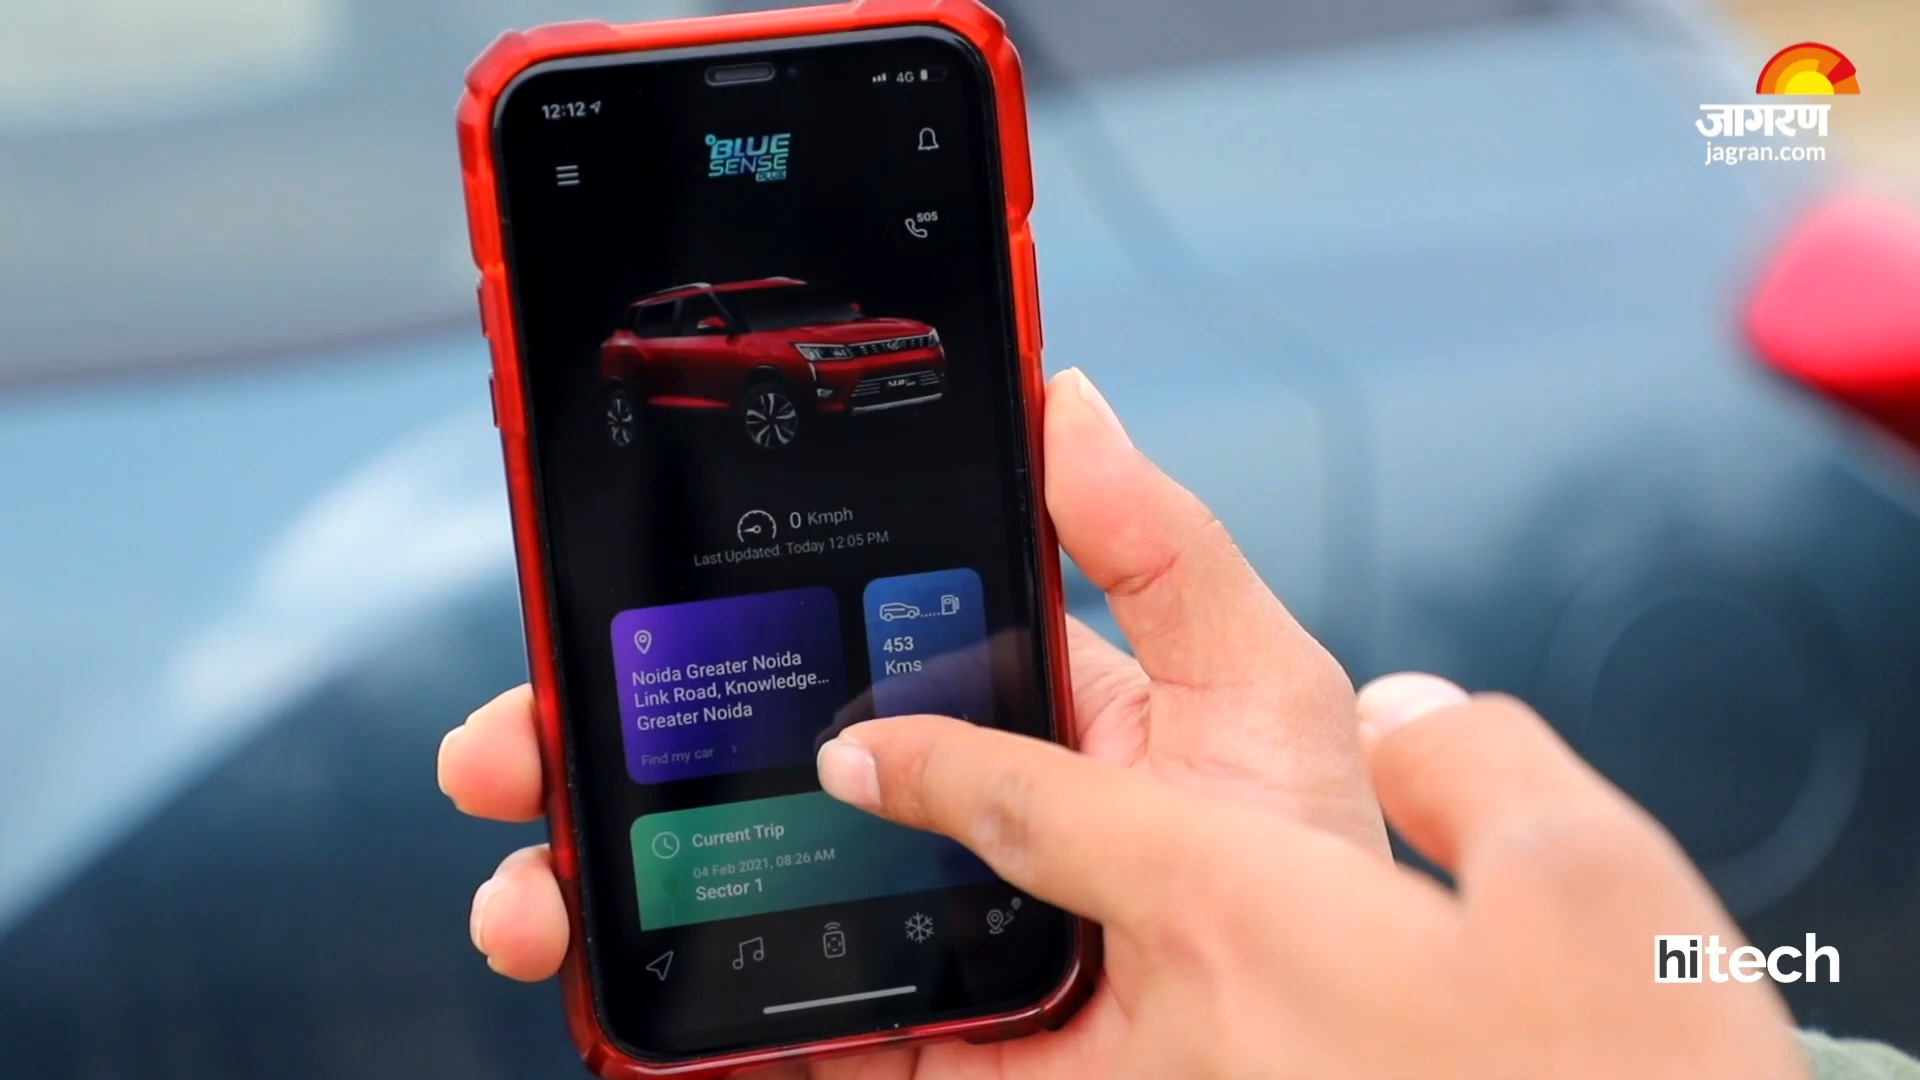 12:12
4G
BLUE
SENSE
PLUS
SOS
0 Kmph
Last Updated: Today 12:05 PM
Noida Greater Noida
Link Road, Knowledge...
Greater Noida
Find my car
453
Kms
Current Trip
04 Feb 2021, 08:26 AM
Sector 1
जागरण
jagran.com
hitech